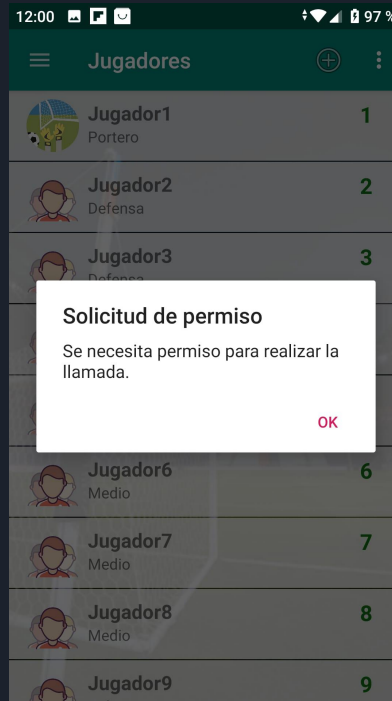 12:00
97 %
Jugadores
Jugador1
1
Portero
Jugador2
2
Defensa
Jugador3
3
Defensa
Solicitud de permiso
Se necesita permiso para realizar la
llamada.
OK
Jugador6
6
Medio
Jugador7
7
Medio
Jugador8
8
Medio
Jugador9
9